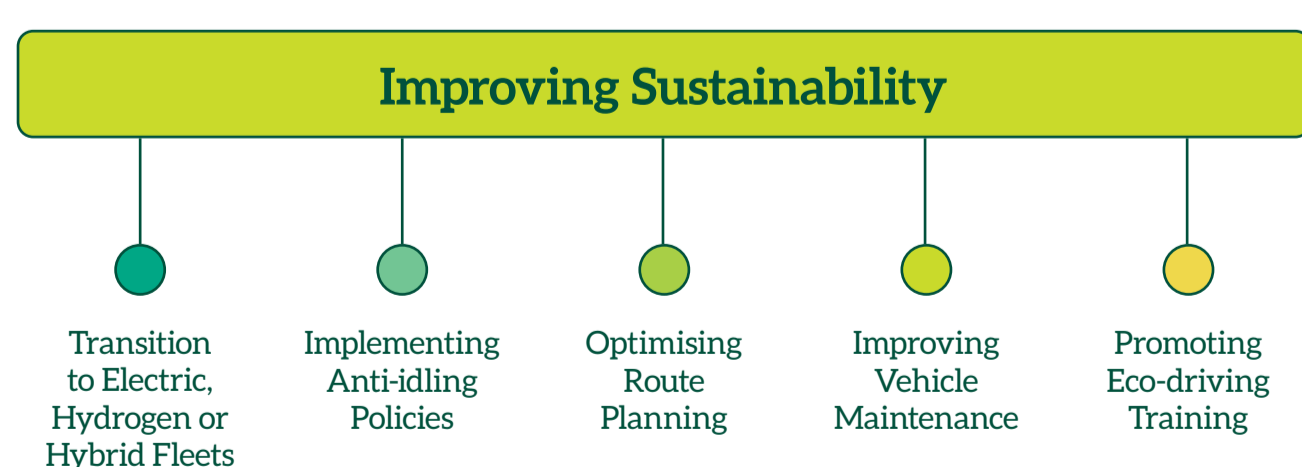 Improving Sustainability
Transition
to Electric,
Hydrogen or
Hybrid Fleets
Implementing
Anti-idling
Policies
Optimising
Route
Planning
Improving
Vehicle
Maintenance
Promoting
Eco-driving
Training